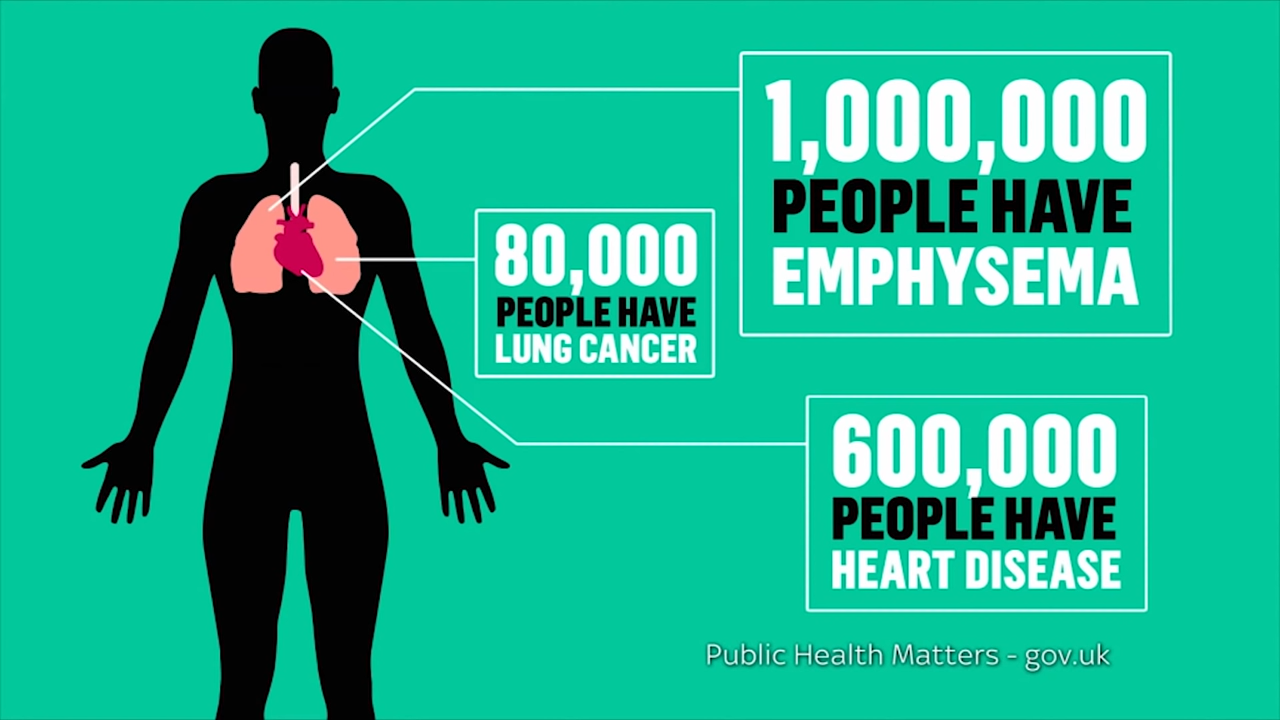 1,000,000
PEOPLE HAVE
EMPHYSEMA
80,000
PEOPLE HAVE
LUNG CANCER
600,000
PEOPLE HAVE
HEART DISEASE
Public Health Matters - gov.uk